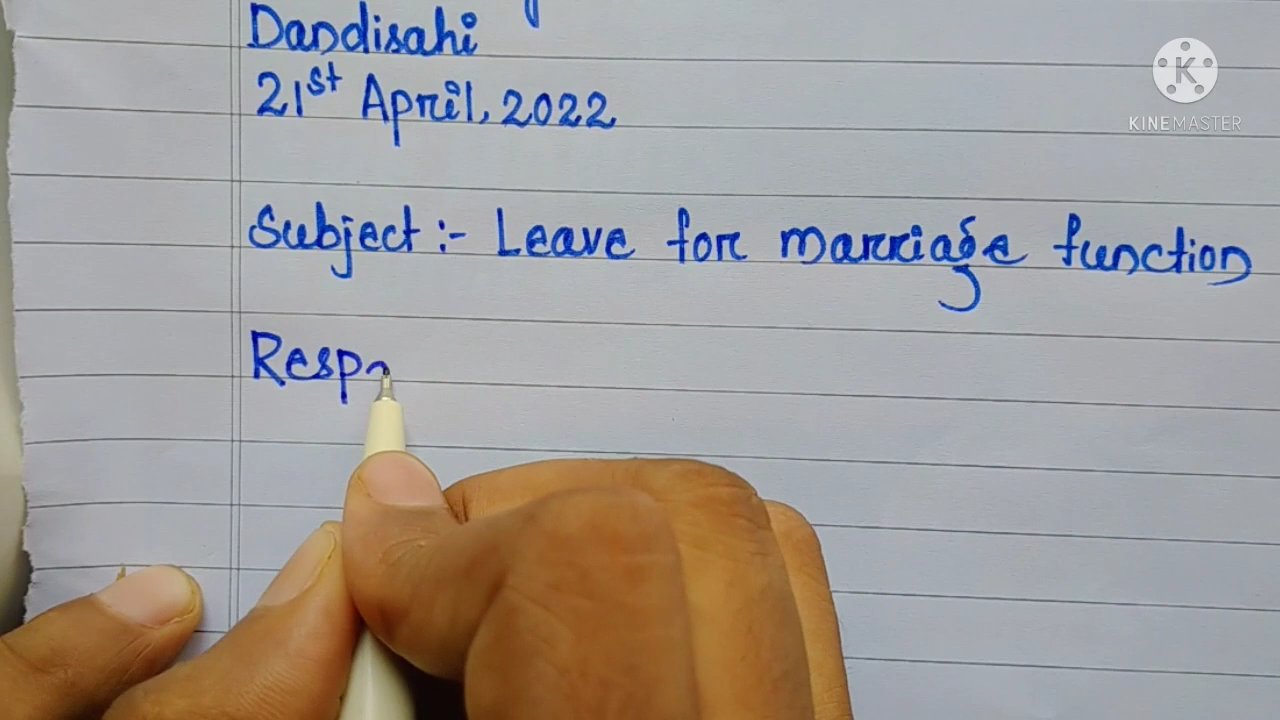 Dandisahi
21st April, 2022
K
KINEMASTER
Subject :- Leave for marriage function
Resp